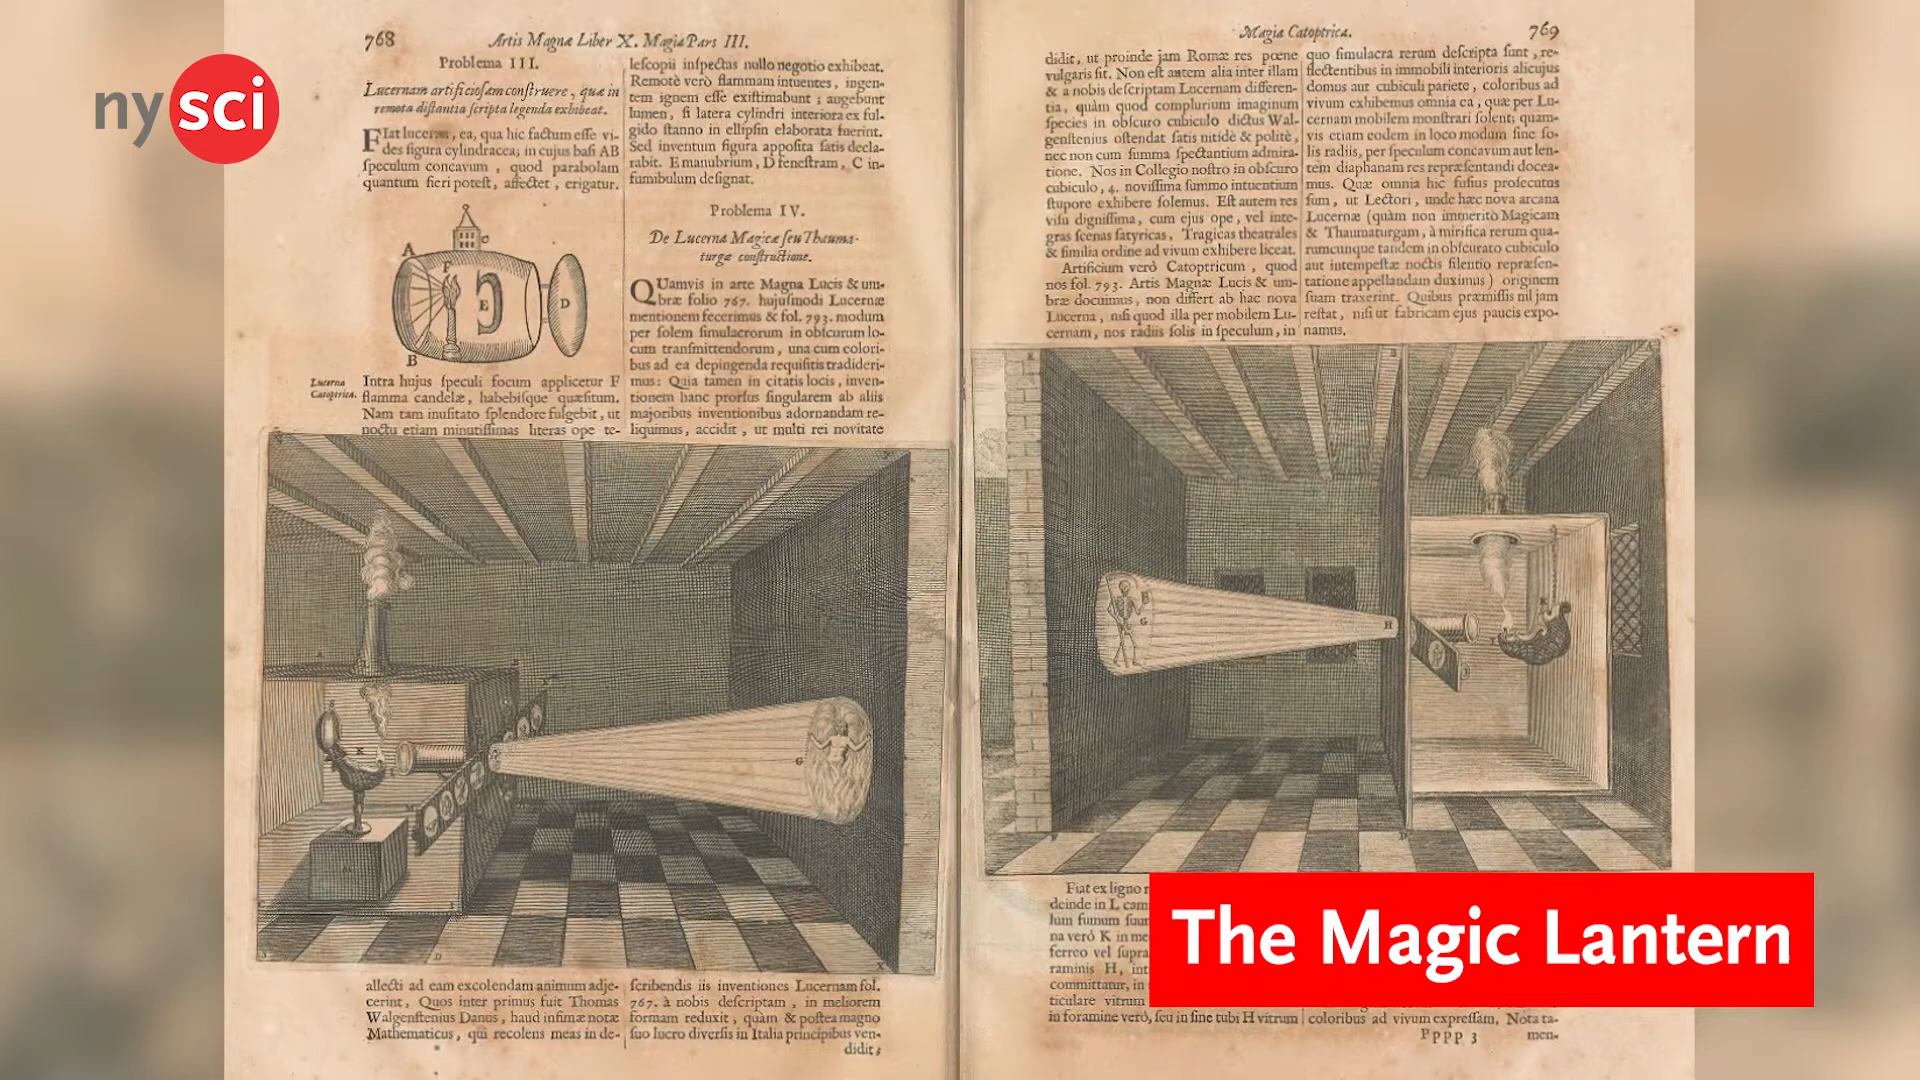 nysci
768
Artis Magnæ Liber X. Magiæ Pars III.
Problema III.
Lucernam artificiosam construere, quæ in
remota distantia scripta legenda exhibeat.
FIat lucerna, ea, qua hic factum esse vi-
des figura cylindracea; in cujus basi AB
speculum concavum, quod parabolam
quantum fieri potest, affectet, erigatur.
A
C
F
E
D
B
Lucerna
Catoptrica.
Intra hujus speculi focum applicetur F
flamma candelæ, habebisque quæsitum.
Nam tam inusitato splendore fulgebit, ut
noctu etiam minutissimas literas ope te-
lescopii inspectas nullo negotio exhibeat.
Remotè verò flammam intuentes, ingen-
tem ignem esse existimabunt; augebunt
lumen, si latera cylindri interiora ex ful-
gido stanno in ellipsin elaborata fuerint.
Sed inventum figura apposita satis decla-
rabit. E manubrium, D fenestram, C in-
fumibulum designat.
Problema IV.
De Lucernæ Magicæ seu Thauma-
turgæ constructione.
QUamvis in arte Magna Lucis & um-
bræ folio 767. hujusmodi Lucernæ
mentionem fecerimus & fol. 793. modum
per solem simulacrorum in obscurum lo-
cum transmittendorum, una cum colori-
bus ad ea depingenda requisitis tradideri-
mus: Quia tamen in citatis locis, inven-
tionem hanc prorsus singularem ab aliis
majoribus inventionibus adornandam re-
liquimus, accidit, ut multi rei novitate
K
G
allecti ad eam excolendam animum adje-
cerint, Quos inter primus fuit Thomas
Walgenstenius Danus, haud infimæ notæ
Mathematicus, qui recolens meas in de-
scribendis iis inventiones Lucernam fol.
767. à nobis descriptam, in meliorem
formam reduxit, quàm & postea magno
suo lucro diversis in Italia principibus ven-
didit;
Magia Catoptrica.
769
didit, ut proinde jam Romæ res pœne
vulgaris sit. Non est autem alia inter illam
& a nobis descriptam Lucernam differen-
tia, quàm quod complurium imaginum
species in obscuro cubiculo dictus Wal-
genstenius ostendat satis nitidè & politè,
nec non cum summa spectantium admira-
tione. Nos in Collegio nostro in obscuro
cubiculo, 4. novissima summo intuentium
stupore exhibere solemus. Est autem res
visu dignissima, cum ejus ope, vel inte-
gras scenas satyricas, Tragicas theatrales
& similia ordine ad vivum exhibere liceat.
Artificium verò Catoptricum, quod
nos fol. 793. Artis Magnæ Lucis & um-
bræ docuimus, non differt ab hac nova
Lucerna, nisi quod illa per mobilem Lu-
cernam, nos radiis solis in speculum, in
quo simulacra rerum descripta sunt, re-
flectentibus in immobili interioris alicujus
domus aut cubiculi pariete, coloribus ad
vivum exhibemus omnia ea, quæ per Lu-
cernam mobilem monstrari solent; quam-
vis etiam eodem in loco modum sine so-
lis radiis, per speculum concavum aut len-
tem diaphanam res repræsentandi docea-
mus. Quæ omnia hic fusius prosecutus
sum, ut Lectori, unde hæc nova arcana
Lucernæ (quàm non immeritò Magicam
& Thaumaturgam, à mirifica rerum qua-
rumcunque tandem in obscurato cubiculo
aut intempestæ noctis silentio repræsen-
tatione appellandam duximus) originem
suam traxerint. Quibus præmissis nil jam
restat, nisi ut fabricam ejus paucis expo-
namus.
G
H
Fiat ex ligno
deinde in L cam
lum fumum suu
na verò K in me
ferreo vel supra
raminis H, int
committatur, in
ticulare vitrum
in foramine verò, seu in fine tubi H vitrum
coloribus ad vivum expressam. Nota ta-
Pppp 3
men-
The Magic Lantern